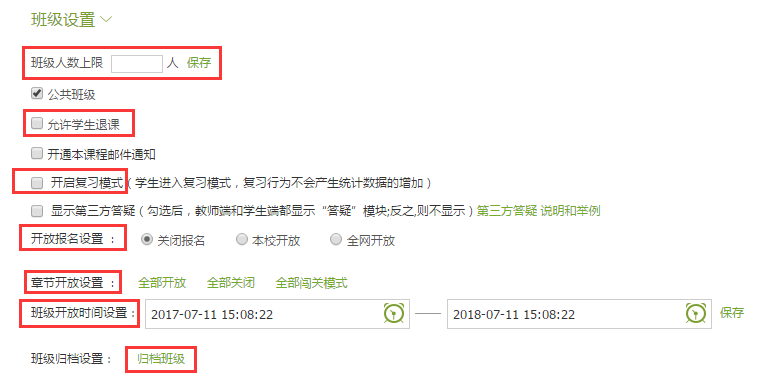 班级设置
班级人数上限 人 保存
公共班级
允许学生退课
开通本课程邮件通知
开启复习模式（学生进入复习模式，复习行为不会产生统计数据的增加）
显示第三方答疑（勾选后，教师端和学生端都显示“答疑”模块;反之,则不显示）第三方答疑 说明和举例
开放报名设置 ： 关闭报名 本校开放 全网开放
章节开放设置 ： 全部开放 全部关闭 全部闯关模式
班级开放时间设置： 2017-07-11 15:08:22 —— 2018-07-11 15:08:22 保存
班级归档设置： 归档班级